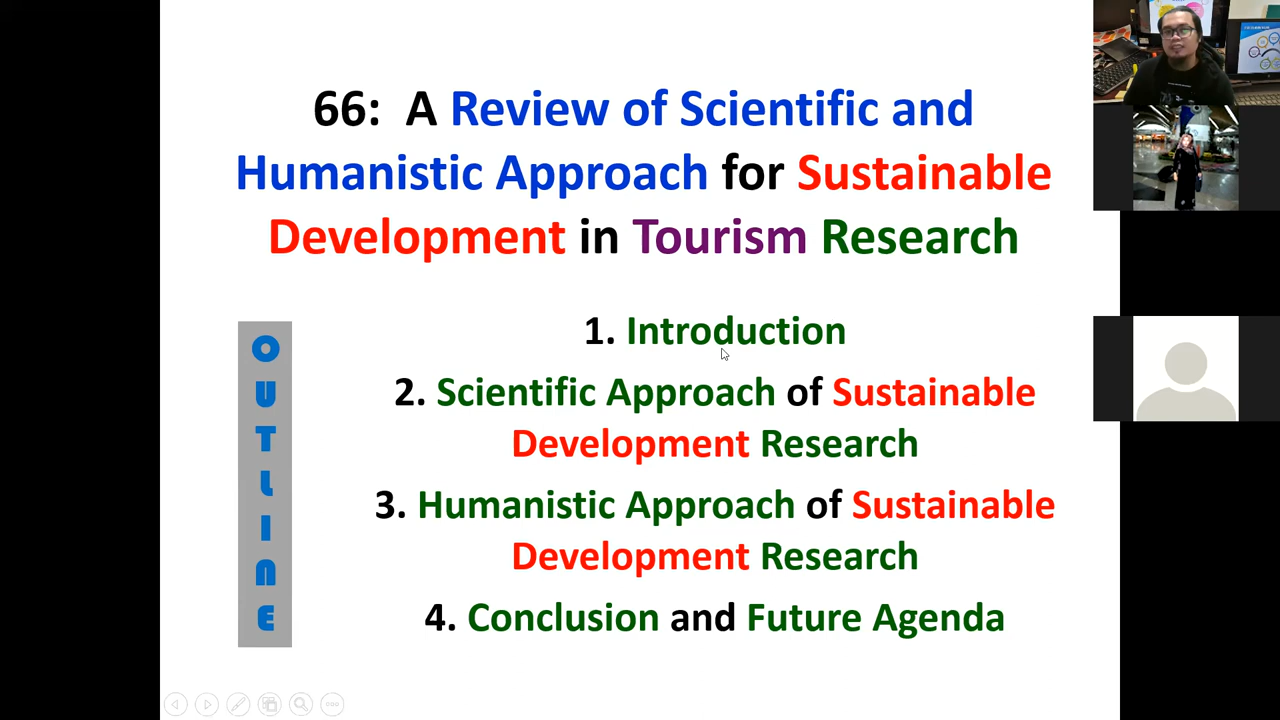 66: A Review of Scientific and
Humanistic Approach for Sustainable
Development in Tourism Research
OUTLINE
1. Introduction
2. Scientific Approach of Sustainable
Development Research
3. Humanistic Approach of Sustainable
Development Research
4. Conclusion and Future Agenda